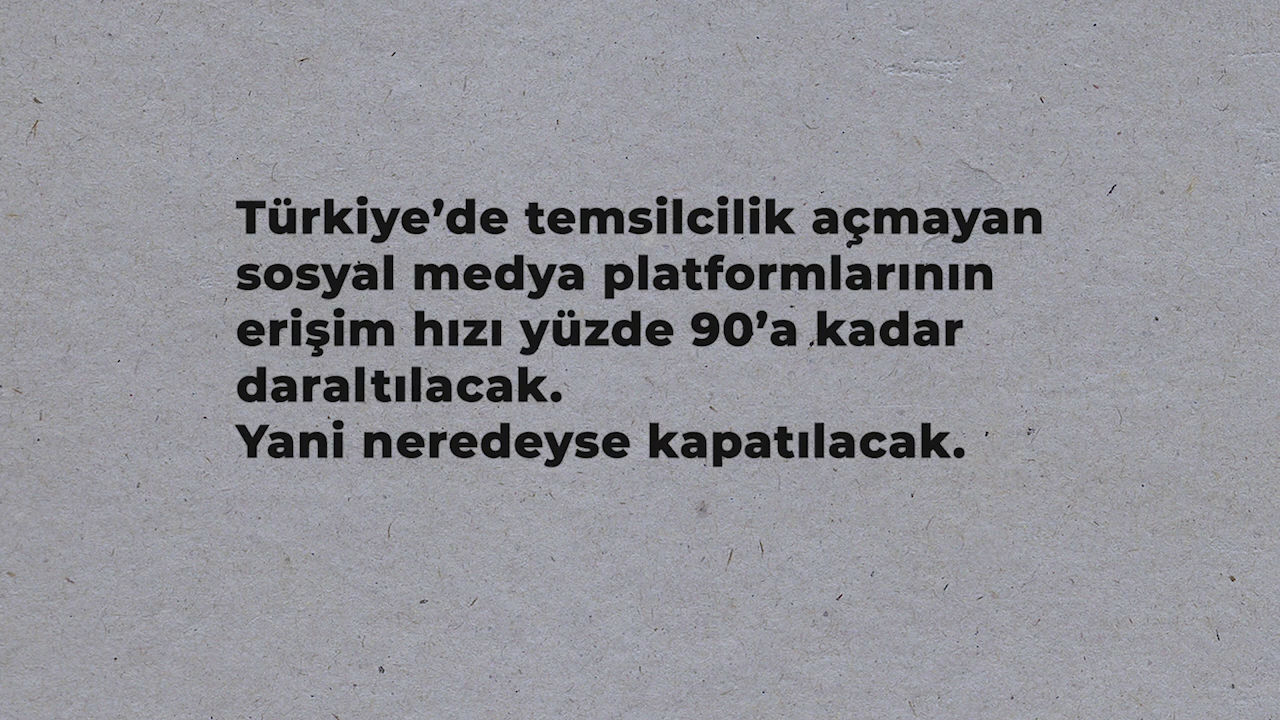 Türkiye’de temsilcilik açmayan
sosyal medya platformlarının
erişim hızı yüzde 90’a kadar
daraltılacak.
Yani neredeyse kapatılacak.